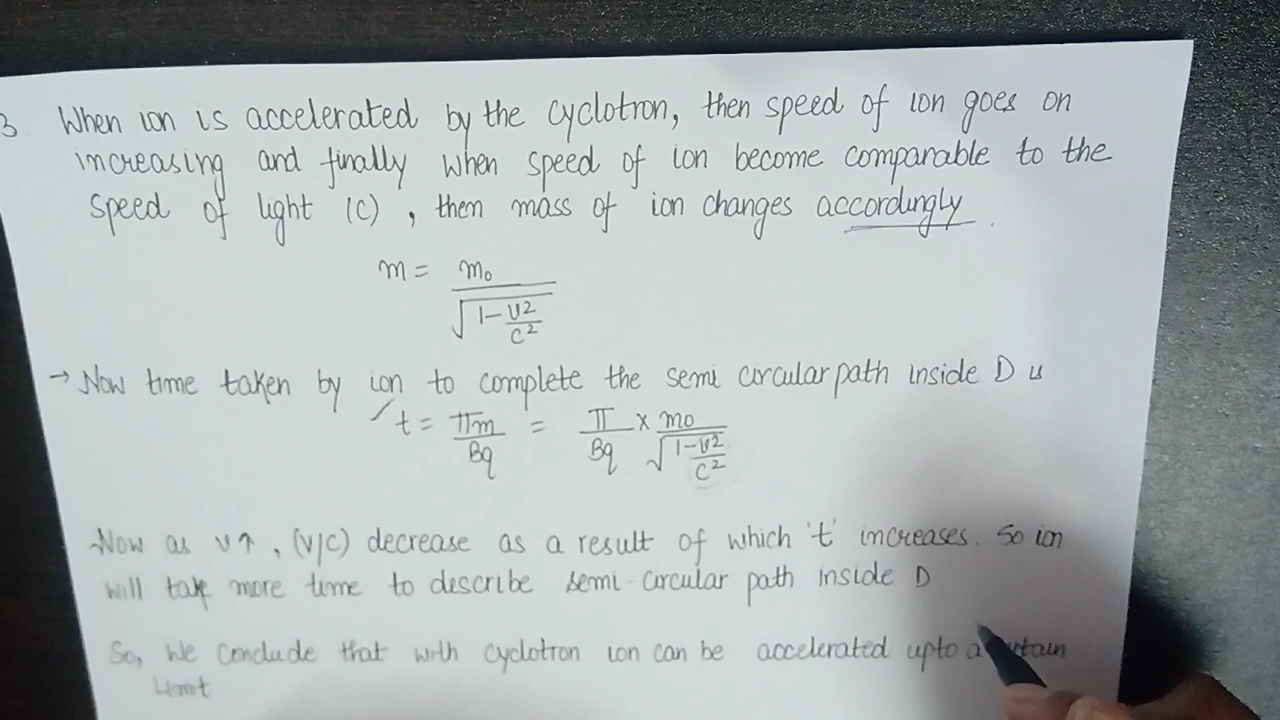 3 When ion is accelerated by the cyclotron, then speed of ion goes on
increasing and finally when speed of ion become comparable to the
speed of light (C), then mass of ion changes accordingly.
m = m₀ / √(1 - v²/c²)
→ Now time taken by ion to complete the semi circular path inside D is
t = πm/Bq = π/Bq × m₀/√(1 - v²/c²)
Now as v↑, (v/c) decrease as a result of which 't' increases. So ion
will take more time to describe semi-circular path inside D
So, we conclude that with cyclotron ion can be accelerated upto a
limit